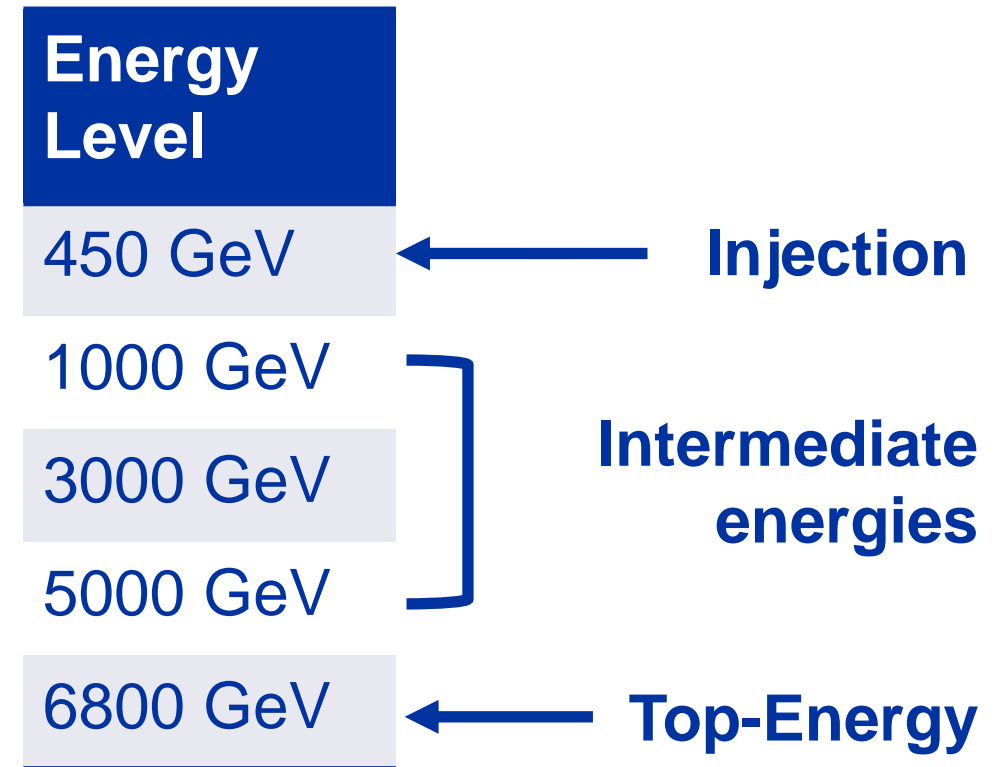 Energy
Level
450 GeV
Injection
1000 GeV
3000 GeV
Intermediate
energies
5000 GeV
6800 GeV
Top-Energy